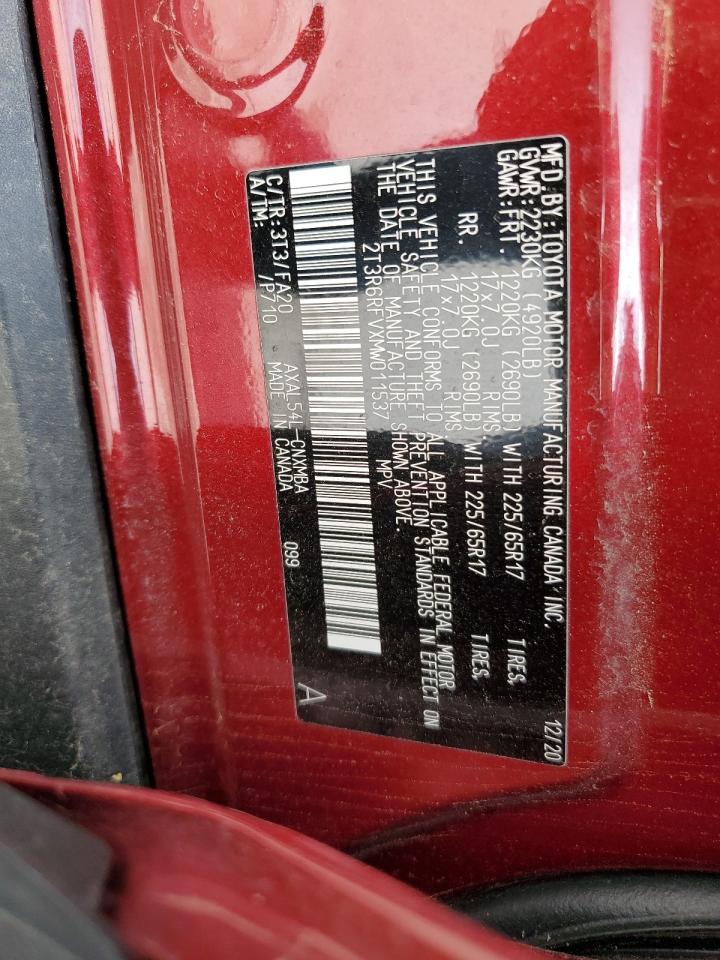 MFD. BY: TOYOTA MOTOR MANUFACTURING CANADA INC. 12/20
GVWR: 2230KG (4920LB)
GAWR: FRT. 1220KG (2690LB) WITH 225/65R17 TIRES,
17x7.0J RIMS,
RR. 1220KG (2690LB) WITH 225/65R17 TIRES,
17x7.0J RIMS,
THIS VEHICLE CONFORMS TO ALL APPLICABLE FEDERAL MOTOR
VEHICLE SAFETY AND THEFT PREVENTION STANDARDS IN EFFECT ON
THE DATE OF MANUFACTURE SHOWN ABOVE.
2T3R6RFVXMW011537 MPV
C/TR: 3T3/FA20 AXAL54L-CNXMBA 099 A
A/TM: /P710 MADE IN CANADA